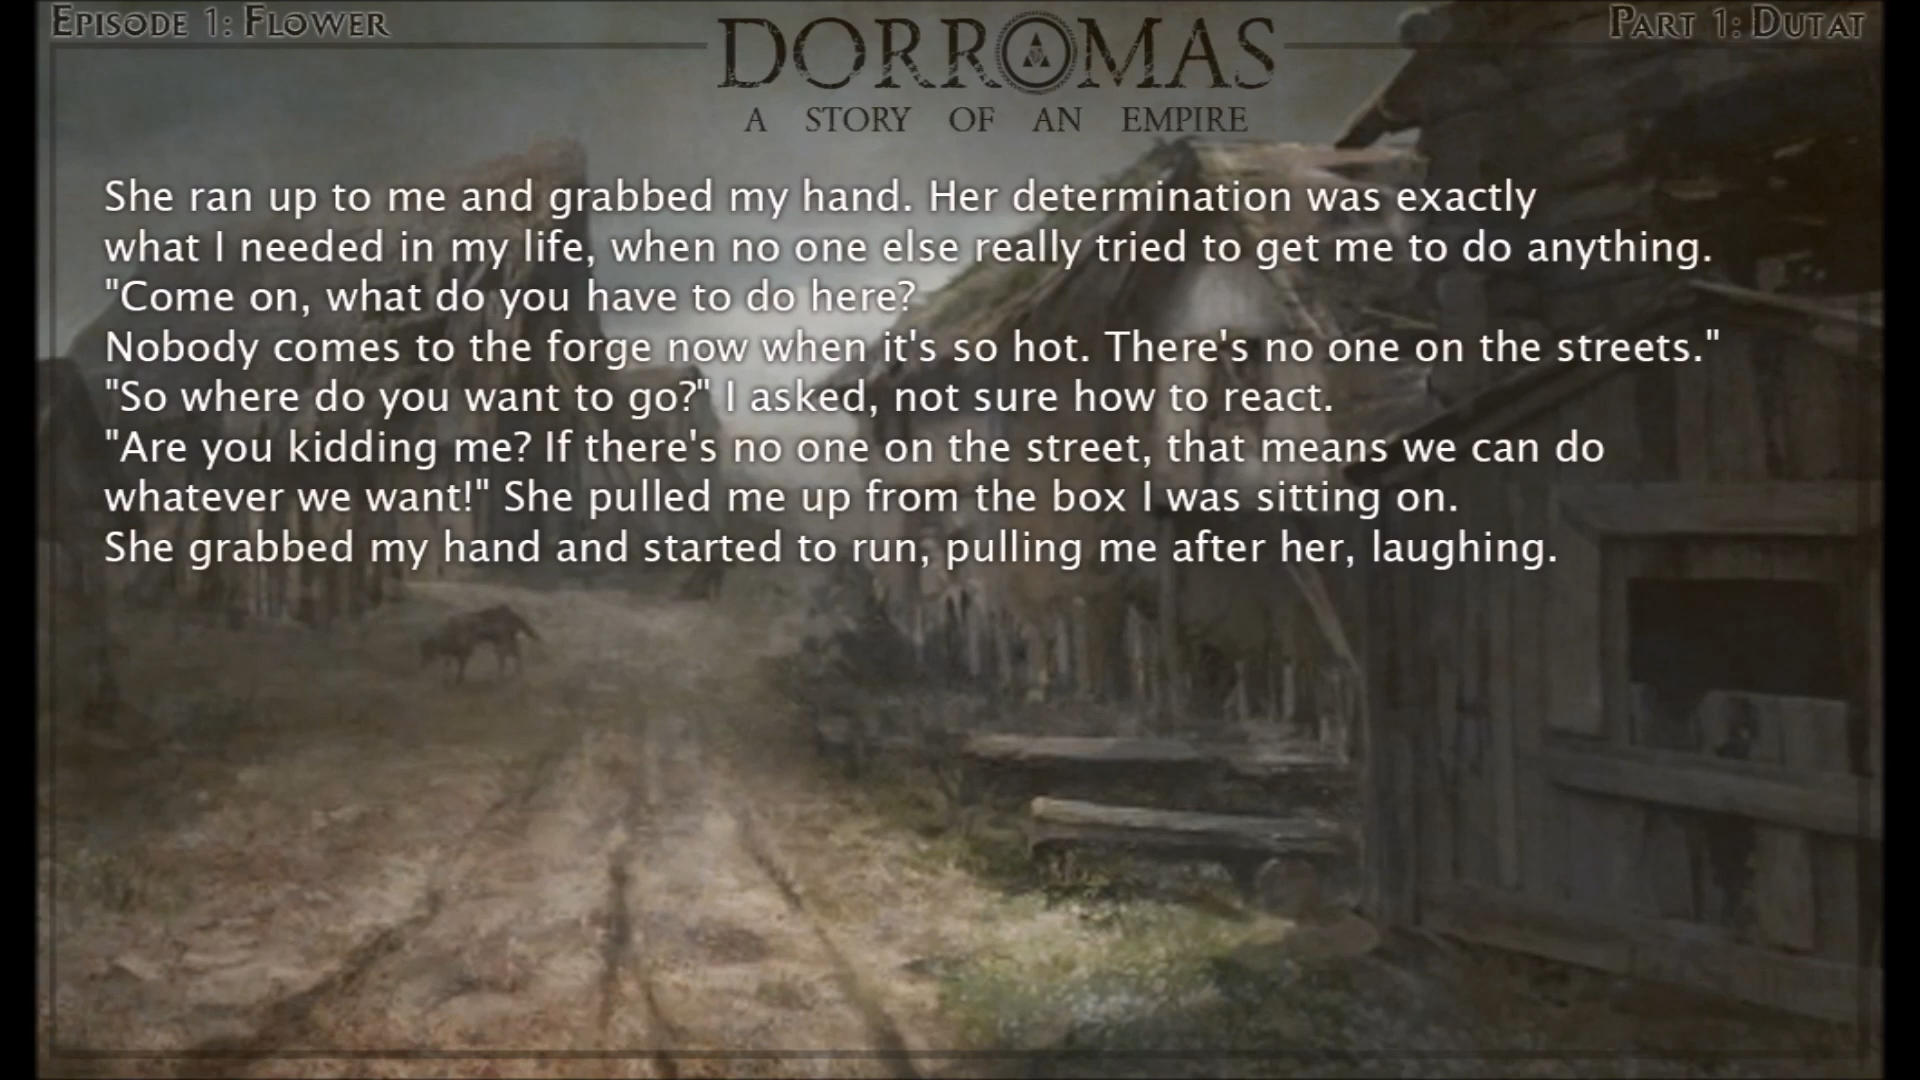 Episode 1: Flower
Part 1: Dutat
DORROMAS
A STORY OF AN EMPIRE
She ran up to me and grabbed my hand. Her determination was exactly
what I needed in my life, when no one else really tried to get me to do anything.
"Come on, what do you have to do here?
Nobody comes to the forge now when it's so hot. There's no one on the streets."
"So where do you want to go?" I asked, not sure how to react.
"Are you kidding me? If there's no one on the street, that means we can do
whatever we want!" She pulled me up from the box I was sitting on.
She grabbed my hand and started to run, pulling me after her, laughing.